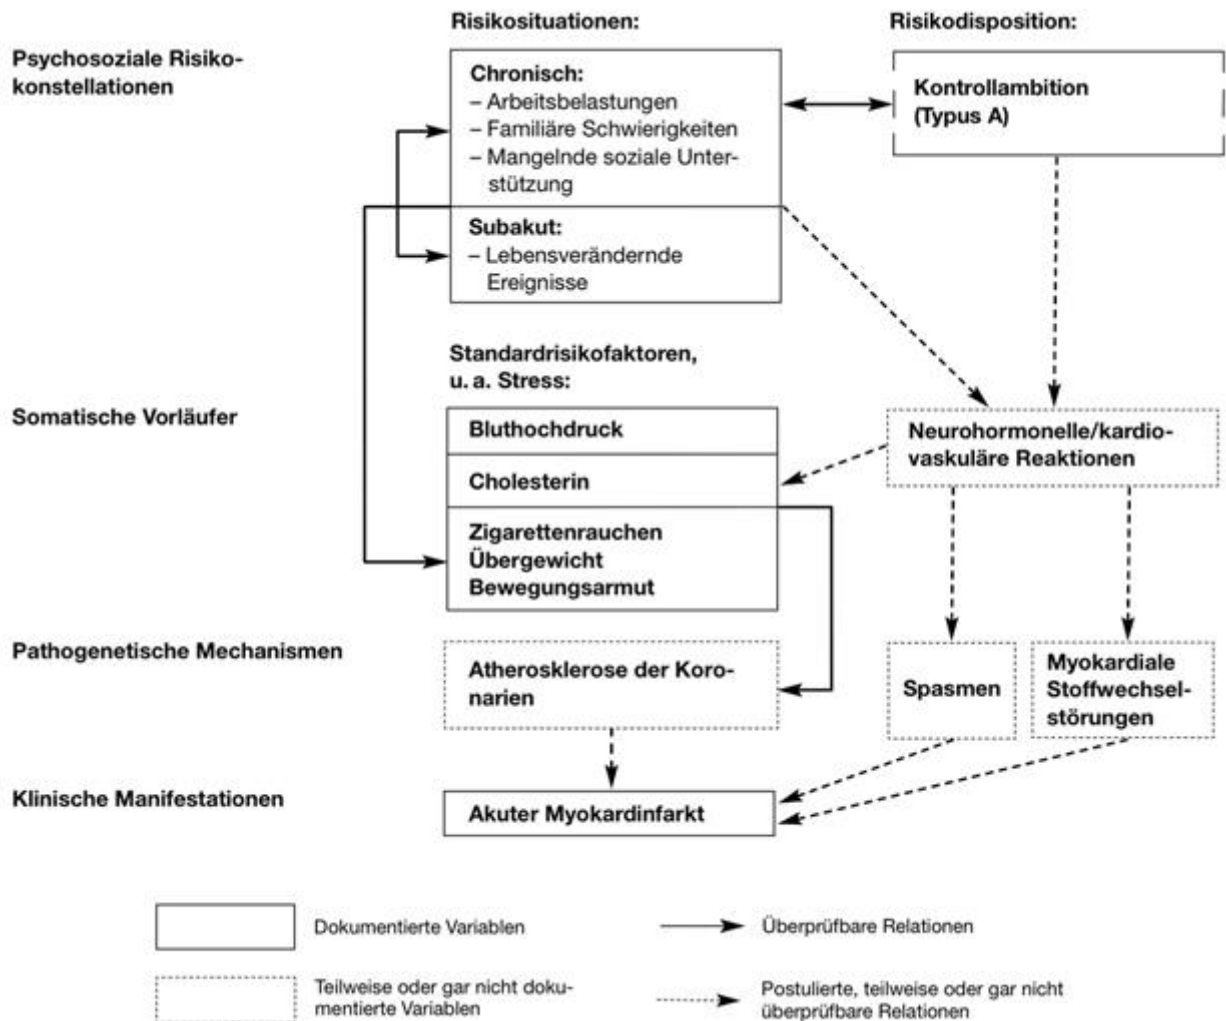 Risikosituationen:
Risikodisposition:
Psychosoziale Risiko-
konstellationen
Chronisch:
– Arbeitsbelastungen
– Familiäre Schwierigkeiten
– Mangelnde soziale Unter-
stützung
Kontrollambition
(Typus A)
Subakut:
– Lebensverändernde
Ereignisse
Standardrisikofaktoren,
u. a. Stress:
Somatische Vorläufer
Bluthochdruck
Cholesterin
Zigarettenrauchen
Übergewicht
Bewegungsarmut
Neurohormonelle/kardio-
vaskuläre Reaktionen
Pathogenetische Mechanismen
Atherosklerose der Koro-
narien
Spasmen
Myokardiale
Stoffwechsel-
störungen
Klinische Manifestationen
Akuter Myokardinfarkt
Dokumentierte Variablen
Überprüfbare Relationen
Teilweise oder gar nicht doku-
mentierte Variablen
Postulierte, teilweise oder gar nicht
überprüfbare Relationen